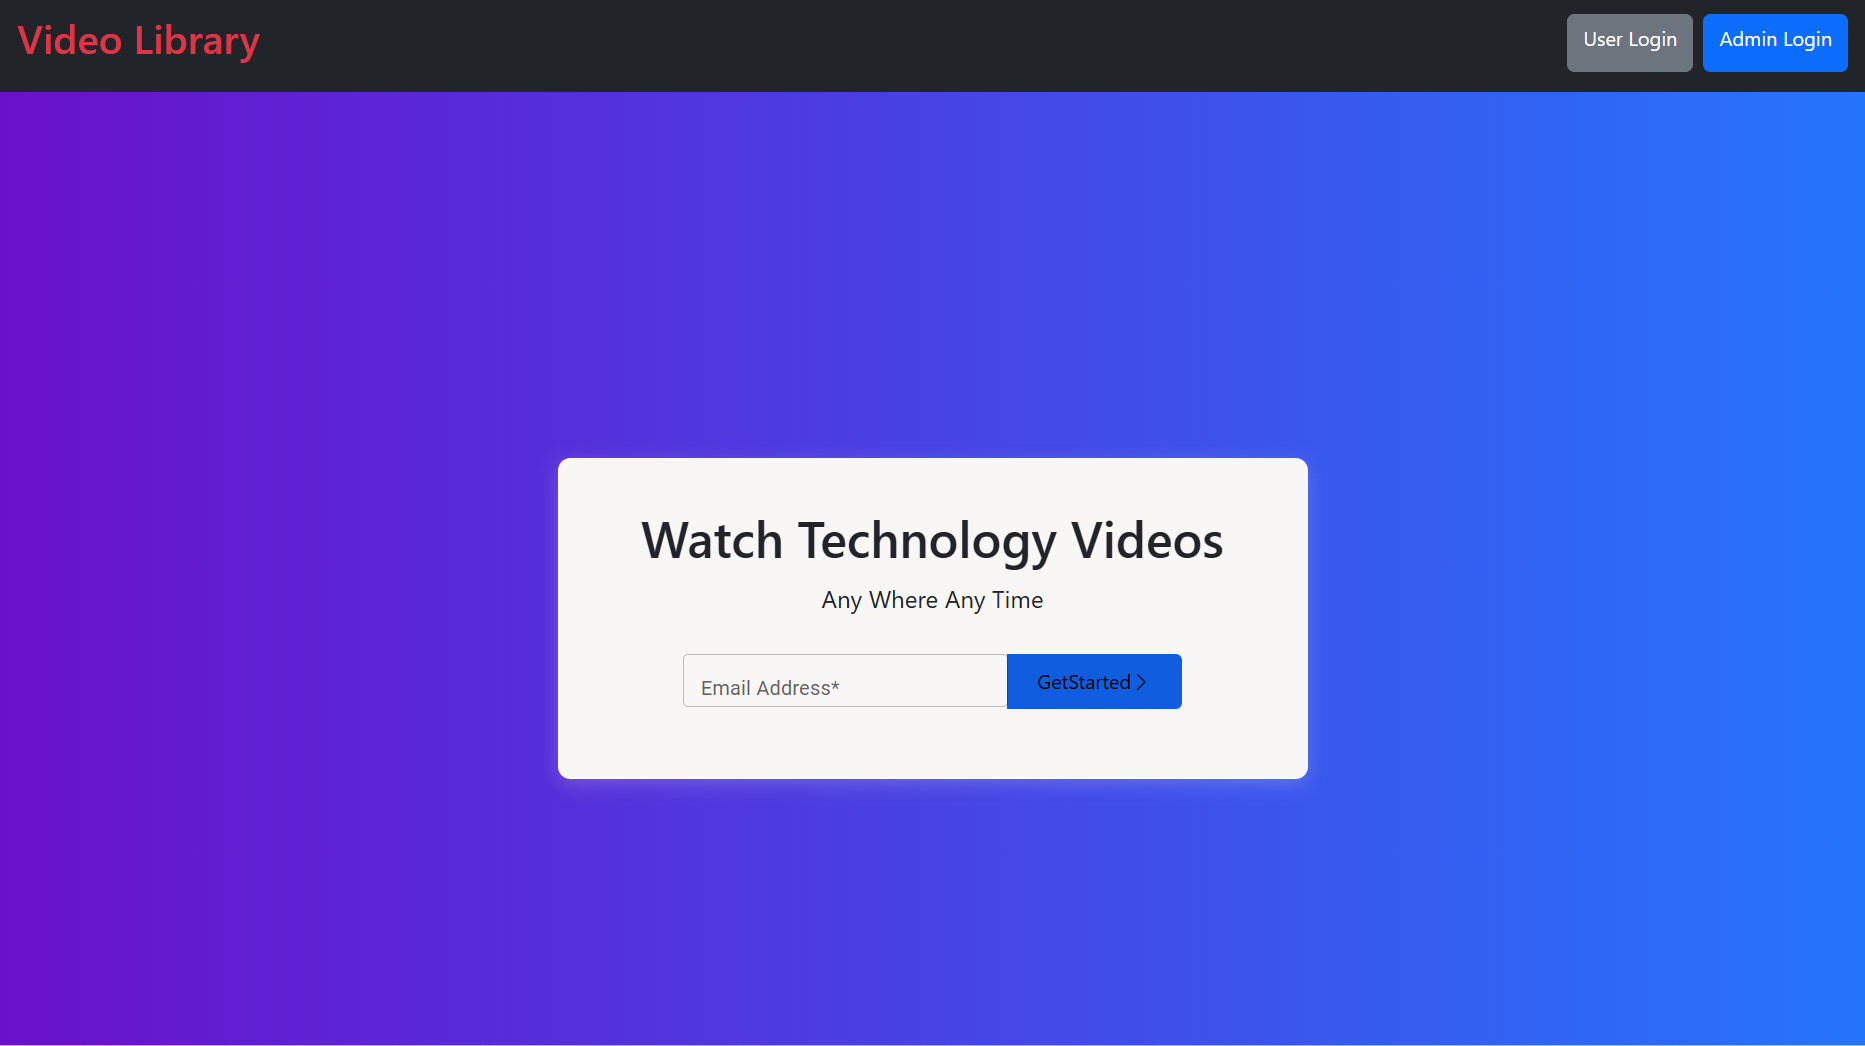 Video Library
User Login
Admin Login
Watch Technology Videos
Any Where Any Time
Email Address*
GetStarted